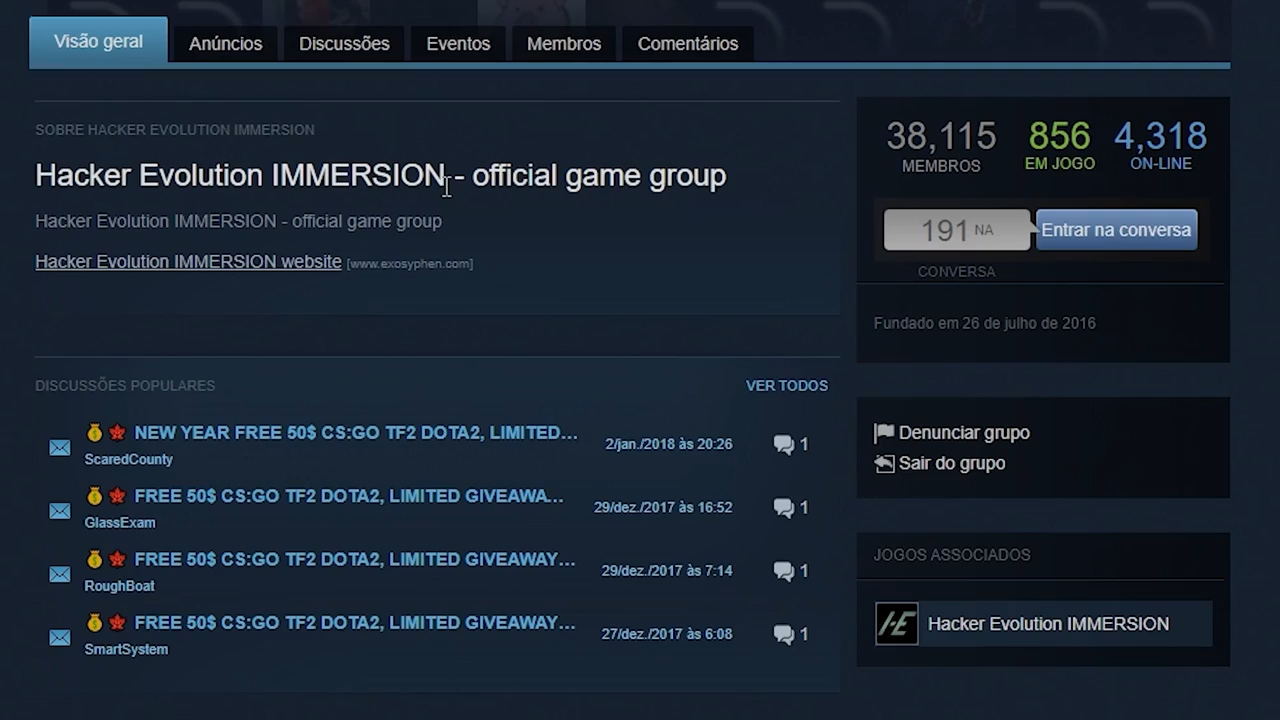 Visão geral
Anúncios
Discussões
Eventos
Membros
Comentários
SOBRE HACKER EVOLUTION IMMERSION
Hacker Evolution IMMERSION - official game group
Hacker Evolution IMMERSION - official game group
Hacker Evolution IMMERSION website [www.exosyphen.com]
38,115 MEMBROS
856 EM JOGO
4,318 ON-LINE
191 NA
CONVERSA
Entrar na conversa
Fundado em 26 de julho de 2016
DISCUSSÕES POPULARES
VER TODOS
NEW YEAR FREE 50$ CS:GO TF2 DOTA2, LIMITED... 2/jan./2018 às 20:26 1
ScaredCounty
FREE 50$ CS:GO TF2 DOTA2, LIMITED GIVEAWA... 29/dez./2017 às 16:52 1
GlassExam
FREE 50$ CS:GO TF2 DOTA2, LIMITED GIVEAWAY... 29/dez./2017 às 7:14 1
RoughBoat
FREE 50$ CS:GO TF2 DOTA2, LIMITED GIVEAWAY... 27/dez./2017 às 6:08 1
SmartSystem
Denunciar grupo
Sair do grupo
JOGOS ASSOCIADOS
HE Hacker Evolution IMMERSION